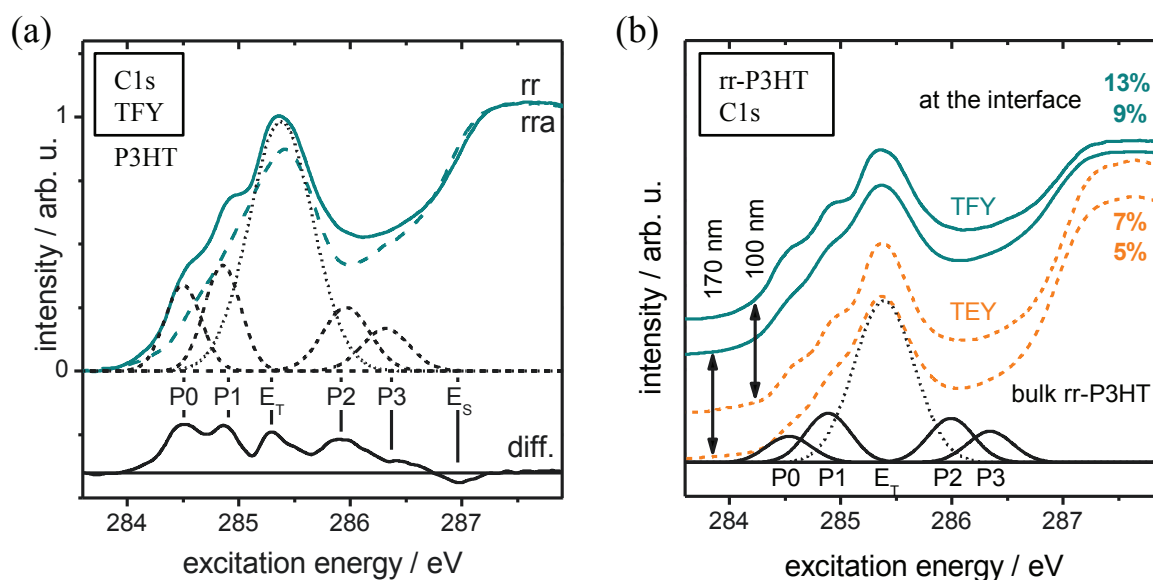 (a)
C1s
TFY
P3HT
rr
rra
1
0
intensity / arb. u.
P0 P1 E_T P2 P3 E_S
diff.
284 285 286 287
excitation energy / eV
(b)
rr-P3HT
C1s
at the interface
13%
9%
TFY
7%
5%
TEY
170 nm
100 nm
bulk rr-P3HT
intensity / arb. u.
P0 P1 E_T P2 P3
284 285 286 287
excitation energy / eV